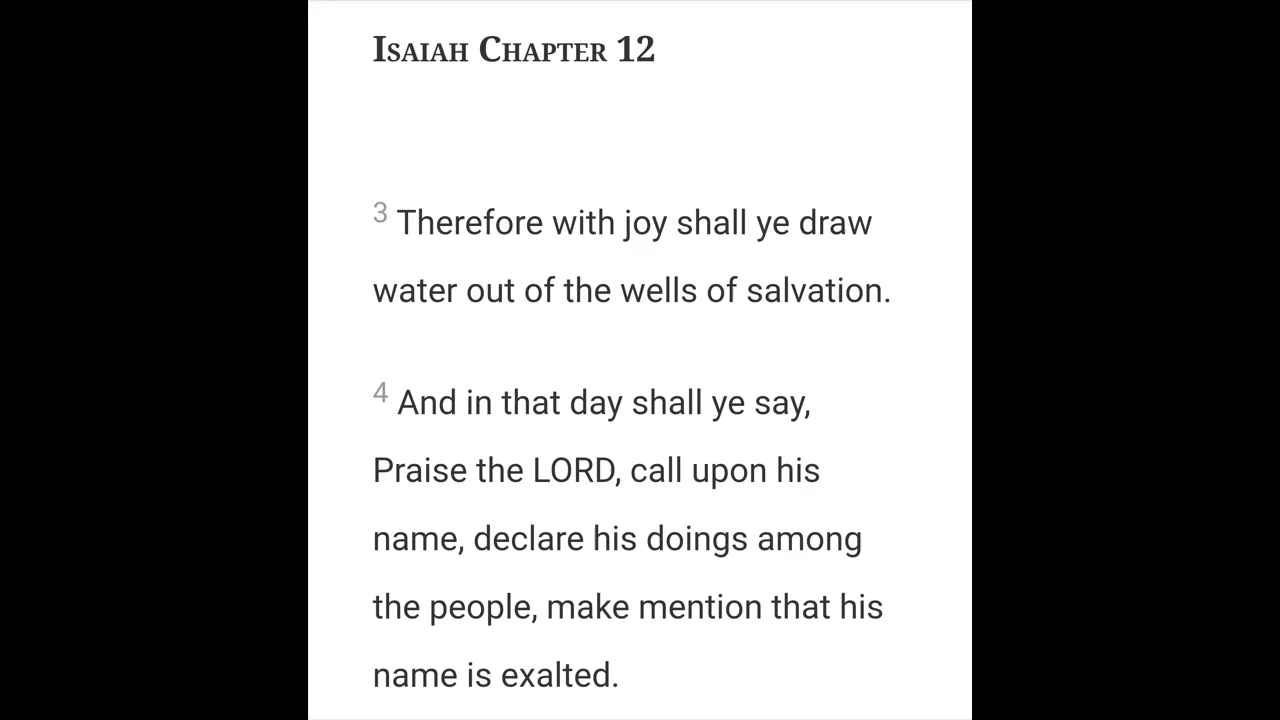 Isaiah Chapter 12
3 Therefore with joy shall ye draw
water out of the wells of salvation.
4 And in that day shall ye say,
Praise the LORD, call upon his
name, declare his doings among
the people, make mention that his
name is exalted.